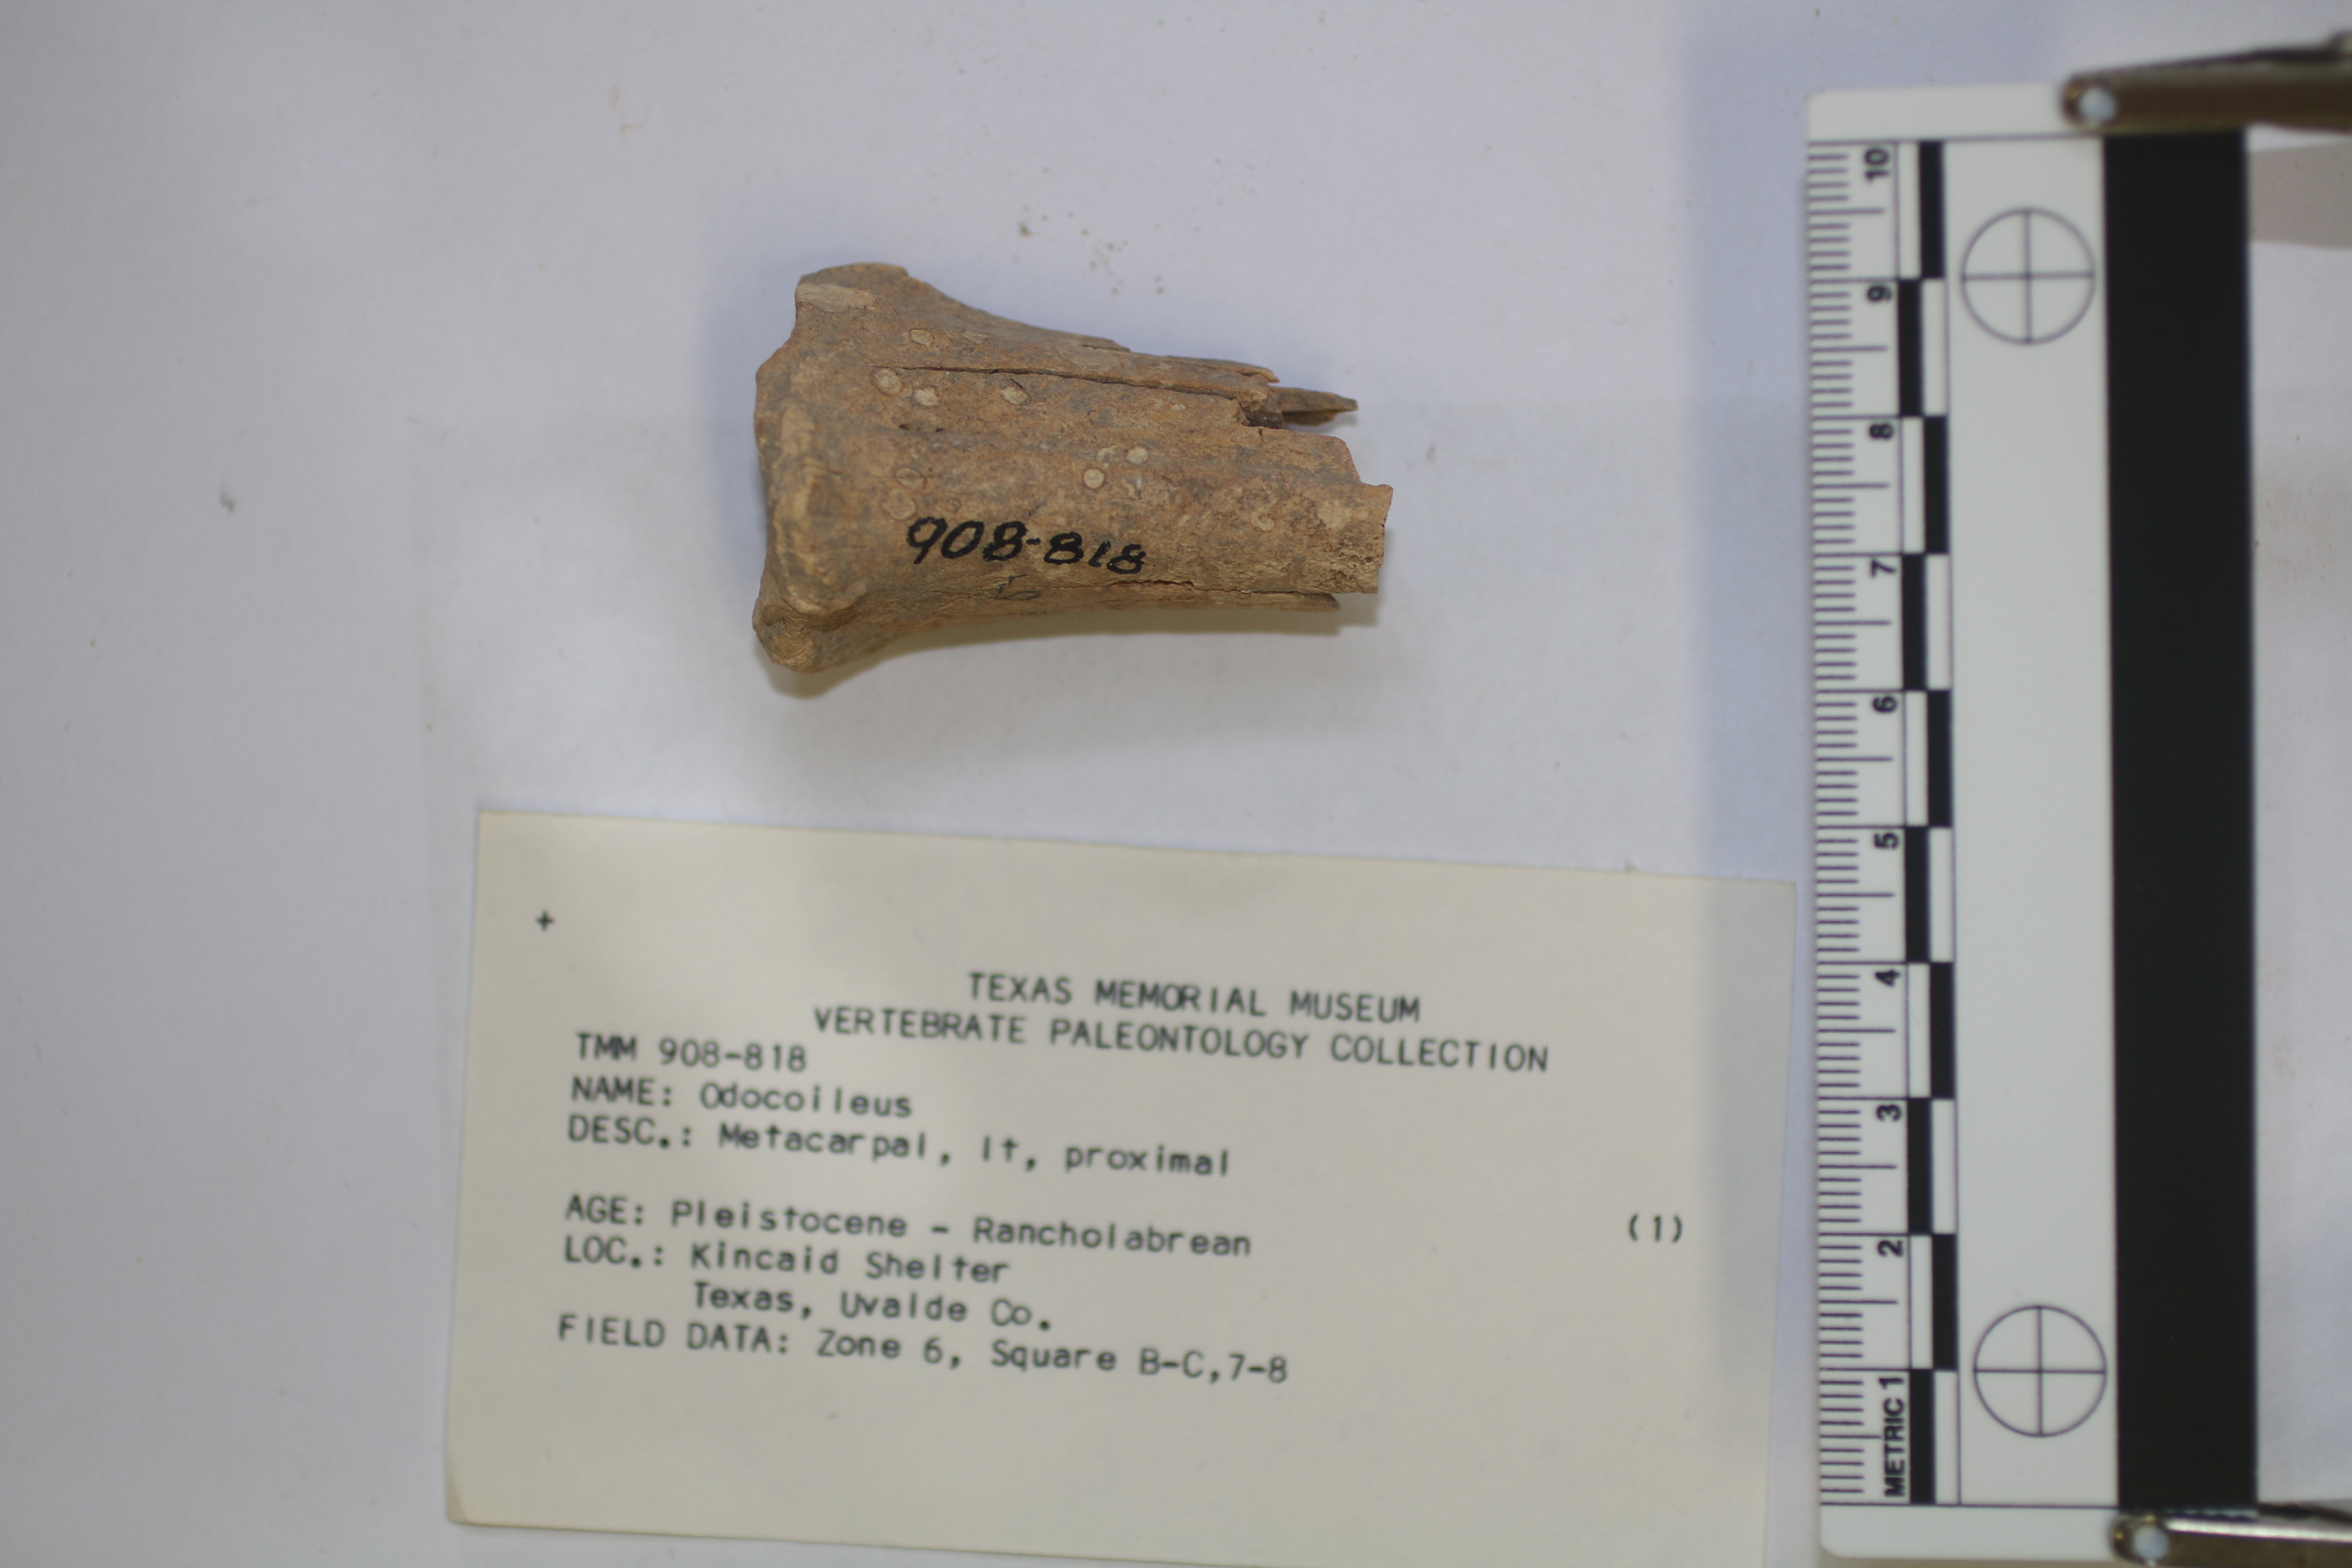 +
TEXAS MEMORIAL MUSEUM
VERTEBRATE PALEONTOLOGY COLLECTION
TMM 908-818
NAME: Odocoileus
DESC.: Metacarpal, lt, proximal
AGE: Pleistocene - Rancholabrean (1)
LOC.: Kincaid Shelter
Texas, Uvalde Co.
FIELD DATA: Zone 6, Square B-C,7-8
908-818
METRIC 1 2 3 4 5 6 7 8 9 10